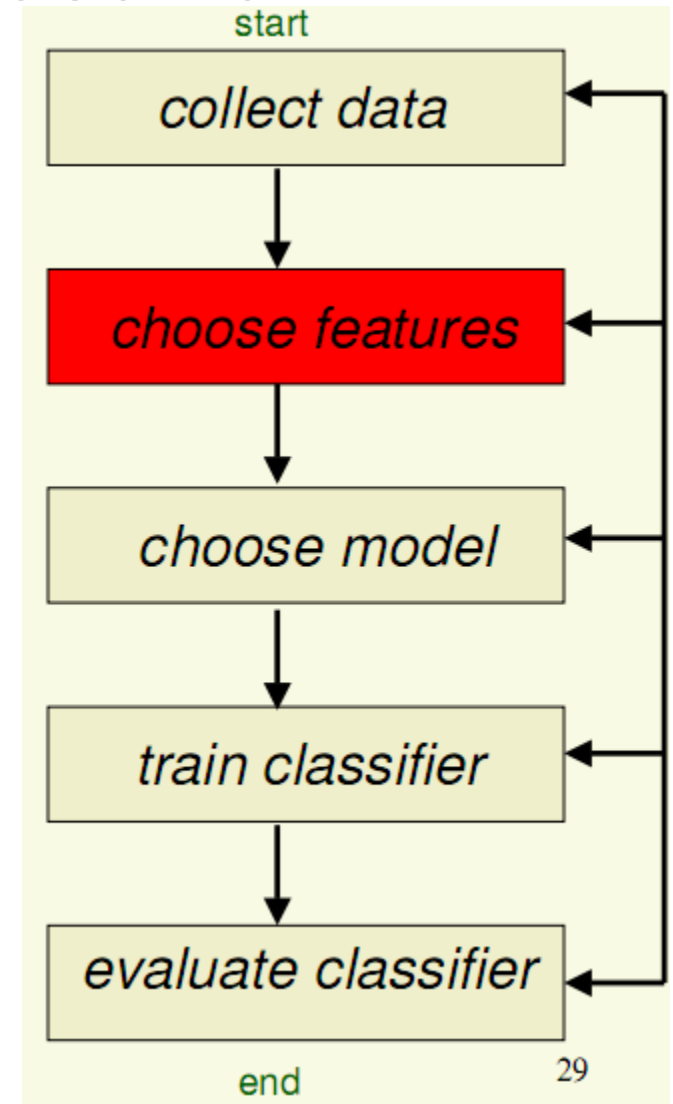 start
collect data
choose features
choose model
train classifier
evaluate classifier
end
29